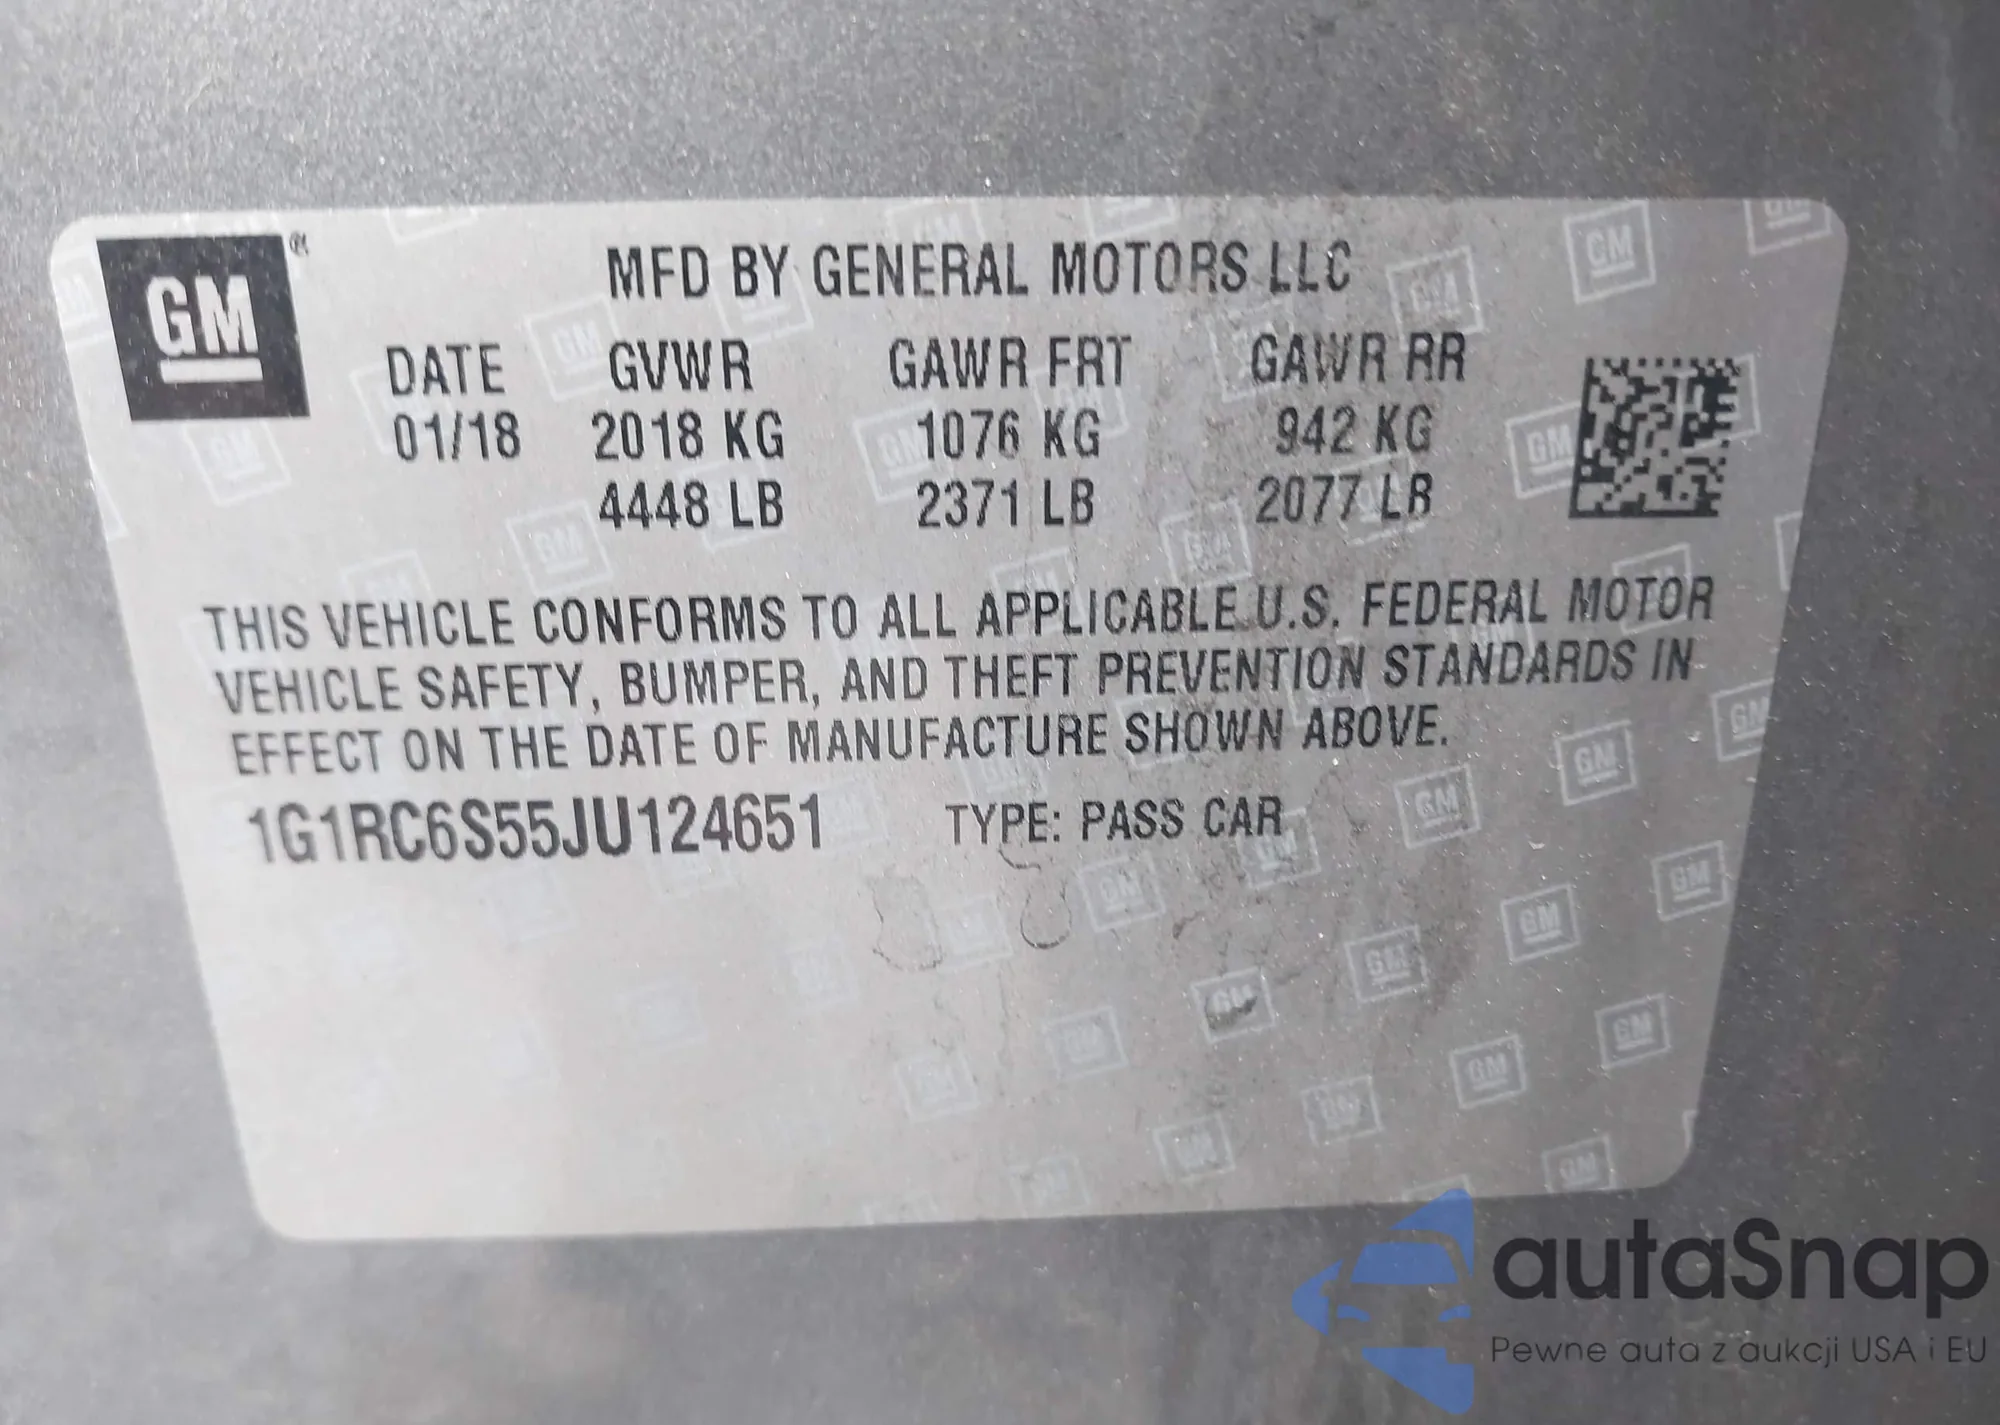 GM ®
MFD BY GENERAL MOTORS LLC
DATE GVWR GAWR FRT GAWR RR
01/18 2018 KG 1076 KG 942 KG
4448 LB 2371 LB 2077 LB
THIS VEHICLE CONFORMS TO ALL APPLICABLE U.S. FEDERAL MOTOR
VEHICLE SAFETY, BUMPER, AND THEFT PREVENTION STANDARDS IN
EFFECT ON THE DATE OF MANUFACTURE SHOWN ABOVE.
1G1RC6S55JU124651 TYPE: PASS CAR
autaSnap
Pewne auta z aukcji USA i EU